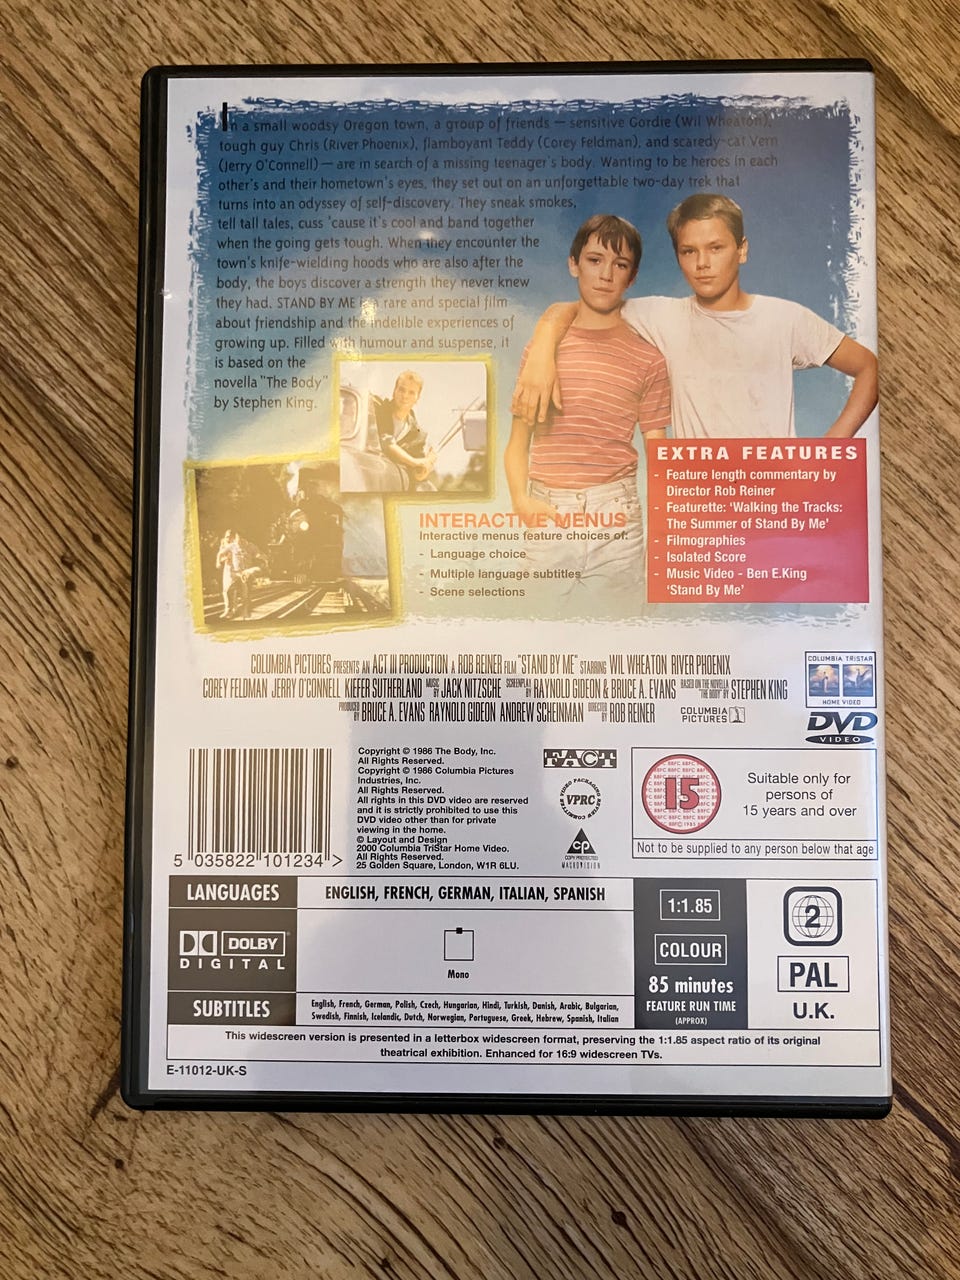 In a small woodsy Oregon town, a group of friends — sensitive Gordie (Wil Wheaton),
tough guy Chris (River Phoenix), flamboyant Teddy (Corey Feldman), and scaredy-cat Vern
(Jerry O'Connell) — are in search of a missing teenager's body. Wanting to be heroes in each
other's and their hometown's eyes, they set out on an unforgettable two-day trek that
turns into an odyssey of self-discovery. They sneak smokes,
tell tall tales, cuss 'cause it's cool and band together
when the going gets tough. When they encounter the
town's knife-wielding hoods who are also after the
body, the boys discover a strength they never knew
they had. STAND BY ME is a rare and special film
about friendship and the indelible experiences of
growing up. Filled with humour and suspense, it
is based on the
novella "The Body"
by Stephen King.
EXTRA FEATURES
- Feature length commentary by
Director Rob Reiner
- Featurette: 'Walking the Tracks:
The Summer of Stand By Me'
- Filmographies
- Isolated Score
- Music Video - Ben E.King
'Stand By Me'
INTERACTIVE MENUS
Interactive menus feature choices of:
- Language choice
- Multiple language subtitles
- Scene selections
COLUMBIA PICTURES PRESENTS AN ACT III PRODUCTION A ROB REINER FILM "STAND BY ME" STARRING WIL WHEATON RIVER PHOENIX
COREY FELDMAN JERRY O'CONNELL KIEFER SUTHERLAND MUSIC BY JACK NITZSCHE SCREENPLAY BY RAYNOLD GIDEON & BRUCE A. EVANS BASED ON THE NOVELLA "THE BODY" BY STEPHEN KING
PRODUCED BY BRUCE A. EVANS RAYNOLD GIDEON ANDREW SCHEINMAN DIRECTED BY ROB REINER
COLUMBIA
PICTURES
COLUMBIA TRISTAR
HOME VIDEO
DVD
VIDEO
5 035822 101234 >
Copyright © 1986 The Body, Inc.
All Rights Reserved.
Copyright © 1986 Columbia Pictures
Industries, Inc.
All Rights Reserved.
All rights in this DVD video are reserved
and it is strictly prohibited to use this
DVD video other than for private
viewing in the home.
© Layout and Design
2000 Columbia TriStar Home Video.
All Rights Reserved.
25 Golden Square, London, W1R 6LU.
FACT
VIDEO PACKAGING REVIEW COMMITTEE
VPRC
CP
COPY PROTECTED
MACROVISION
15
Suitable only for
persons of
15 years and over
Not to be supplied to any person below that age
LANGUAGES
ENGLISH, FRENCH, GERMAN, ITALIAN, SPANISH
DOLBY
DIGITAL
Mono
SUBTITLES
English, French, German, Polish, Czech, Hungarian, Hindi, Turkish, Danish, Arabic, Bulgarian,
Swedish, Finnish, Icelandic, Dutch, Norwegian, Portuguese, Greek, Hebrew, Spanish, Italian
1:1.85
COLOUR
85 minutes
FEATURE RUN TIME
(APPROX)
2
PAL
U.K.
This widescreen version is presented in a letterbox widescreen format, preserving the 1:1.85 aspect ratio of its original
theatrical exhibition. Enhanced for 16:9 widescreen TVs.
E-11012-UK-S